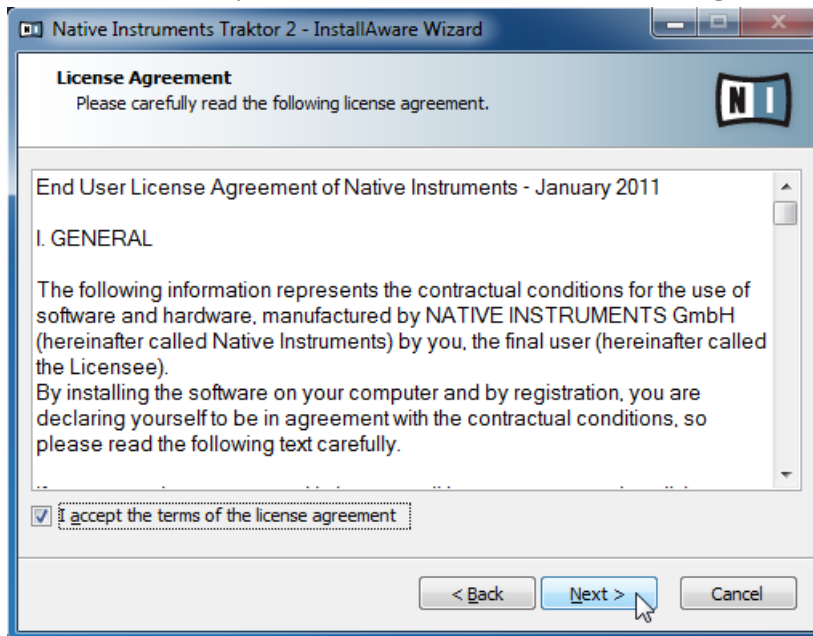 Native Instruments Traktor 2 - InstallAware Wizard
License Agreement
Please carefully read the following license agreement.
N I
End User License Agreement of Native Instruments - January 2011
I. GENERAL
The following information represents the contractual conditions for the use of
software and hardware, manufactured by NATIVE INSTRUMENTS GmbH
(hereinafter called Native Instruments) by you, the final user (hereinafter called
the Licensee).
By installing the software on your computer and by registration, you are
declaring yourself to be in agreement with the contractual conditions, so
please read the following text carefully.
I accept the terms of the license agreement
< Back Next > Cancel